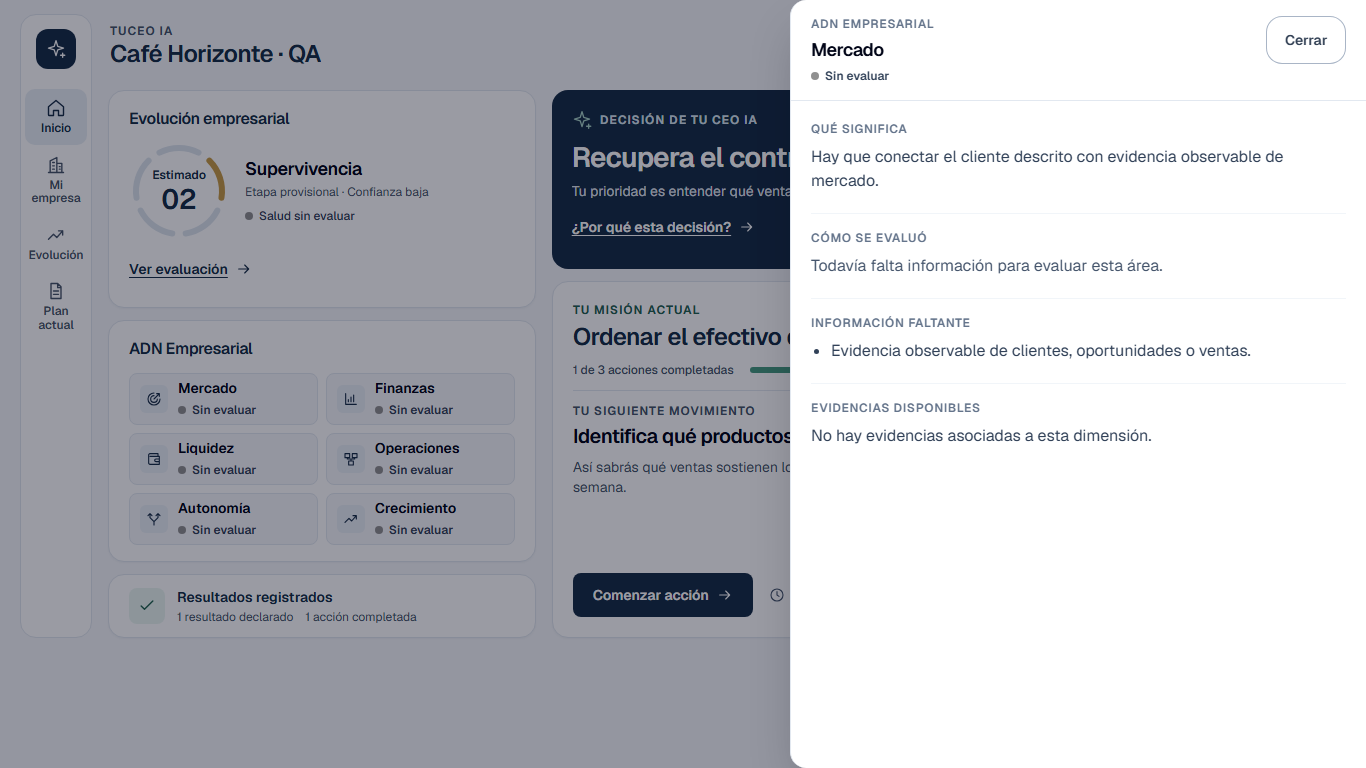 TUCEO IA
Café Horizonte · QA
Inicio
Mi
empresa
Evolución
Plan
actual
Evolución empresarial
Estimado
02
Supervivencia
Etapa provisional · Confianza baja
Salud sin evaluar
Ver evaluación
ADN Empresarial
Mercado
Sin evaluar
Finanzas
Sin evaluar
Liquidez
Sin evaluar
Operaciones
Sin evaluar
Autonomía
Sin evaluar
Crecimiento
Sin evaluar
Resultados registrados
1 resultado declarado 1 acción completada
DECISIÓN DE TU CEO IA
Recupera el
Tu prioridad es entender qué
¿Por qué esta decisión?
TU MISIÓN ACTUAL
Ordenar el efectivo
1 de 3 acciones completadas
TU SIGUIENTE MOVIMIENTO
Identifica qué productos
Así sabrás qué ventas sostienen
semana.
Comenzar acción
ADN EMPRESARIAL
Mercado
Sin evaluar
Cerrar
QUÉ SIGNIFICA
Hay que conectar el cliente descrito con evidencia observable de
mercado.
CÓMO SE EVALUÓ
Todavía falta información para evaluar esta área.
INFORMACIÓN FALTANTE
Evidencia observable de clientes, oportunidades o ventas.
EVIDENCIAS DISPONIBLES
No hay evidencias asociadas a esta dimensión.